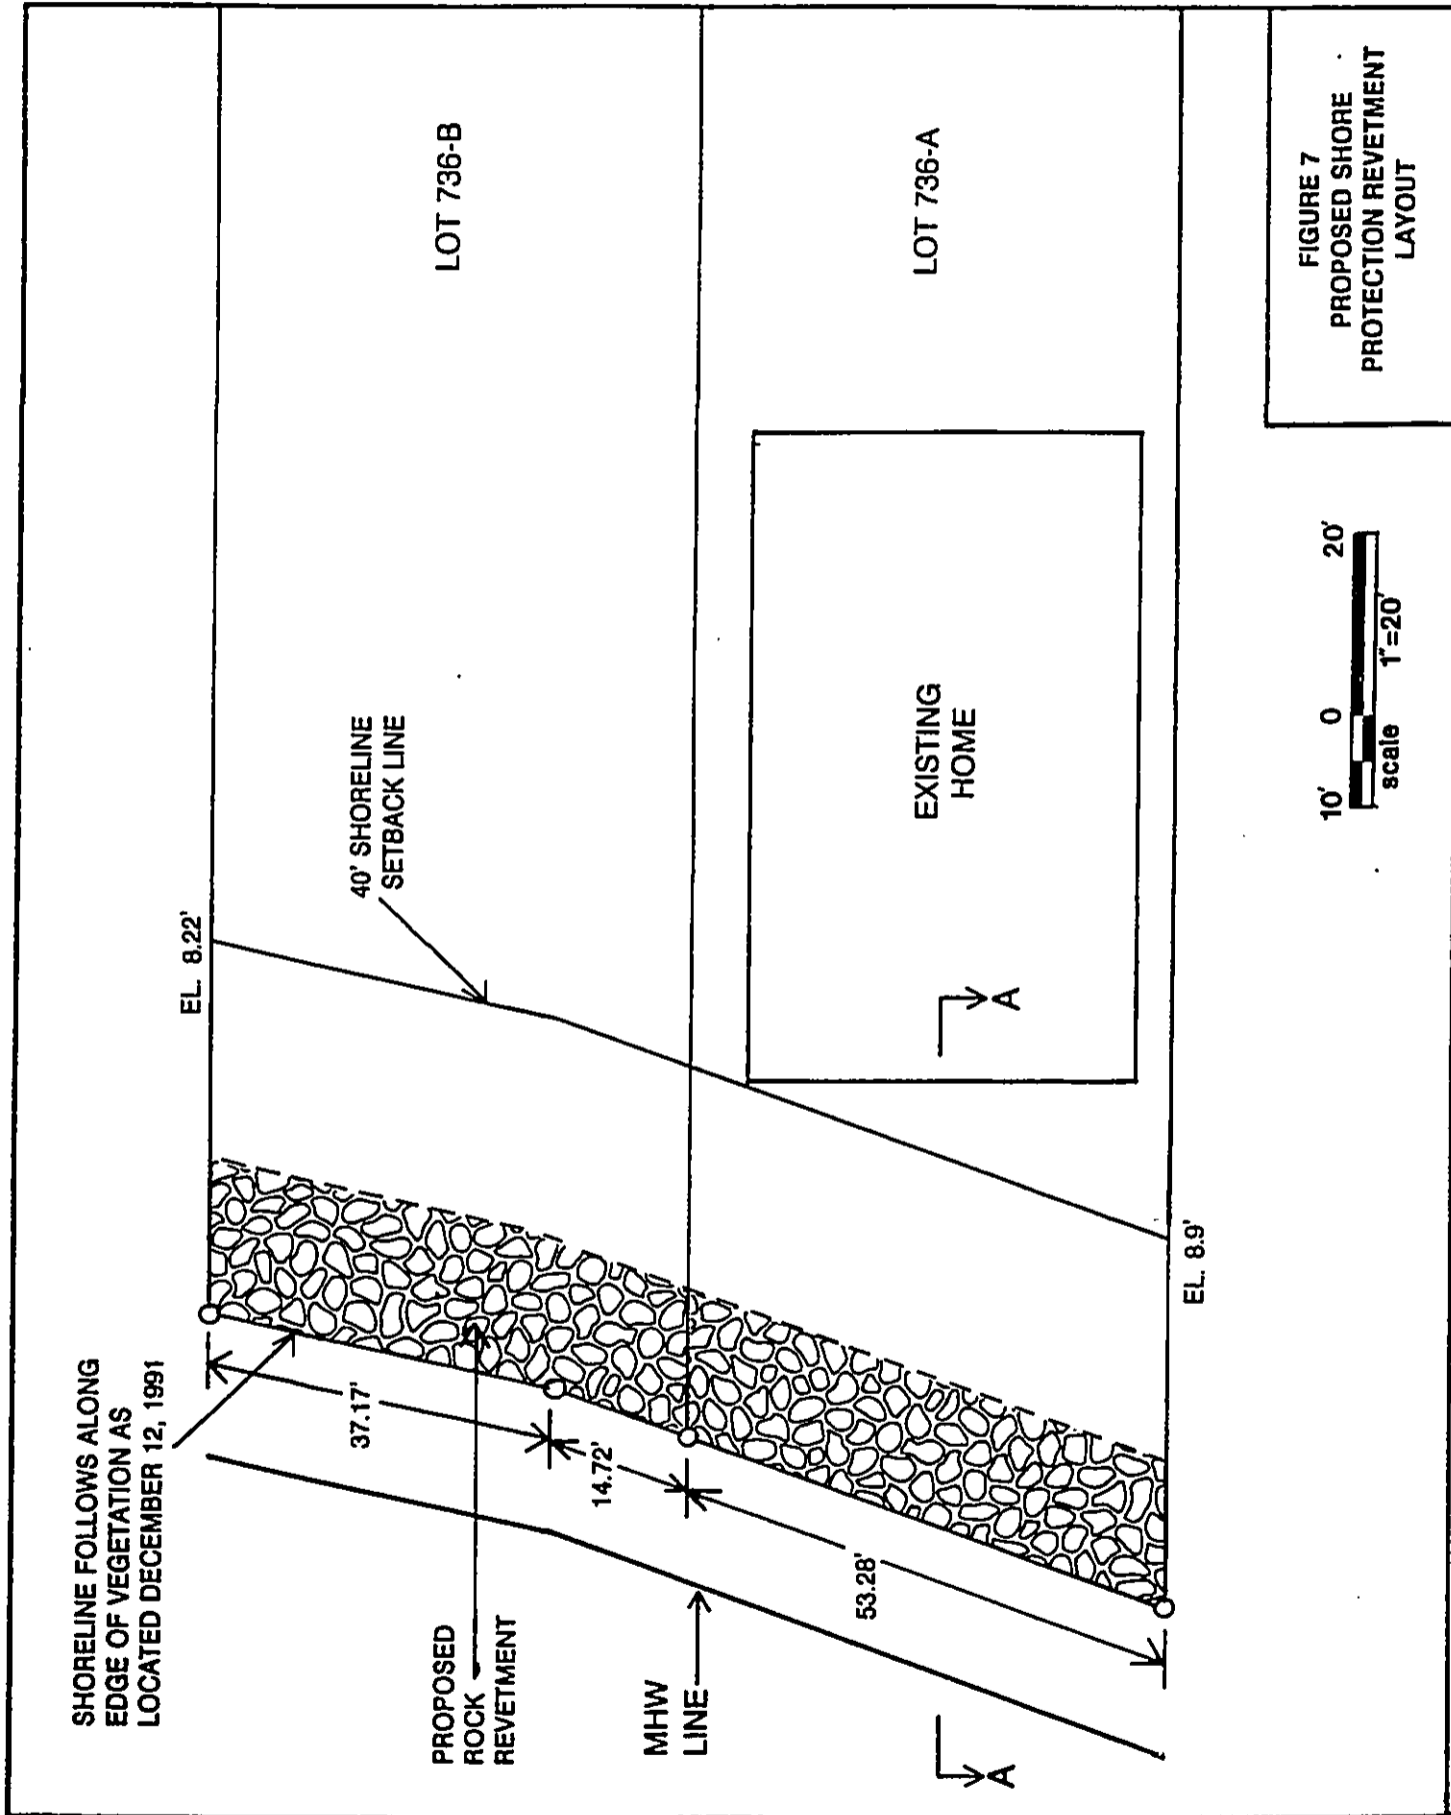 SHORELINE FOLLOWS ALONG
EDGE OF VEGETATION AS
LOCATED DECEMBER 12, 1991
EL. 8.22'
40' SHORELINE
SETBACK LINE
LOT 736-B
37.17'
PROPOSED
ROCK
REVETMENT
14.72'
MHW
LINE
53.28'
A
A
EXISTING
HOME
LOT 736-A
EL. 8.9'
10' 0 20'
scale 1"=20'
FIGURE 7
PROPOSED SHORE
PROTECTION REVETMENT
LAYOUT